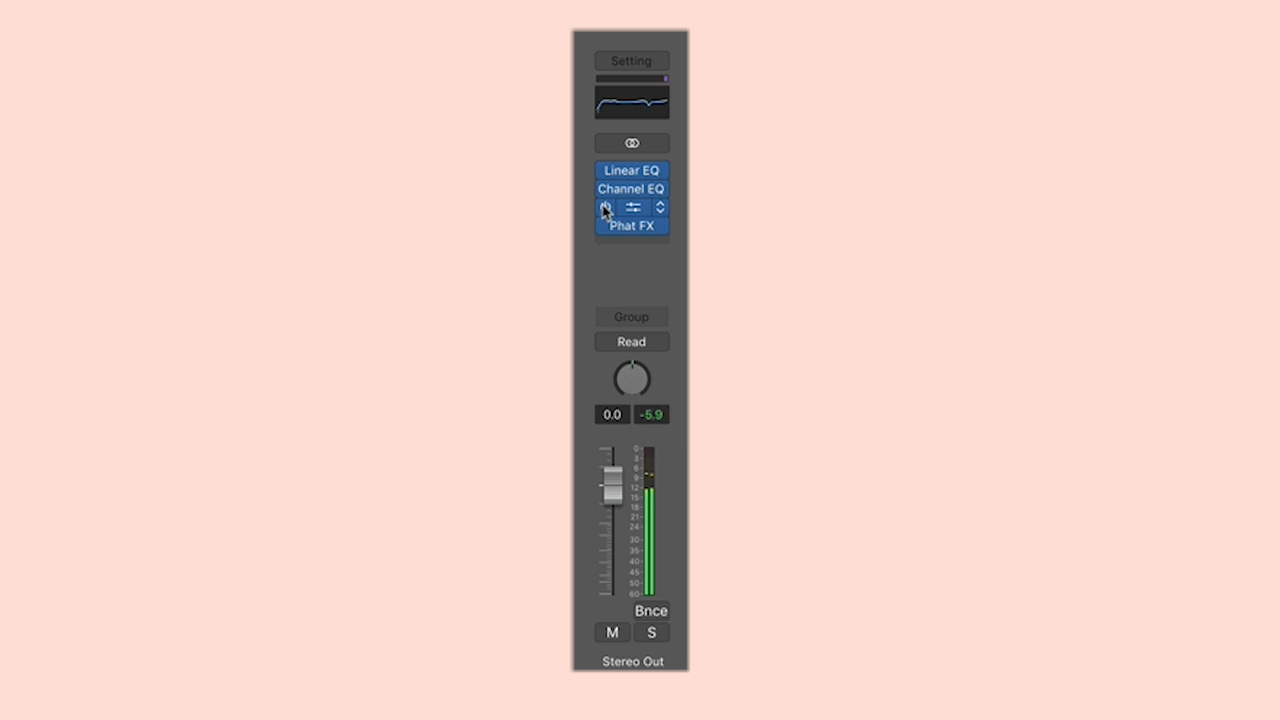 Setting
Linear EQ
Channel EQ
Phat FX
Group
Read
0.0 -5.9
0
3
6
9
12
15
18
21
24
30
35
40
45
50
60
Bnce
M S
Stereo Out